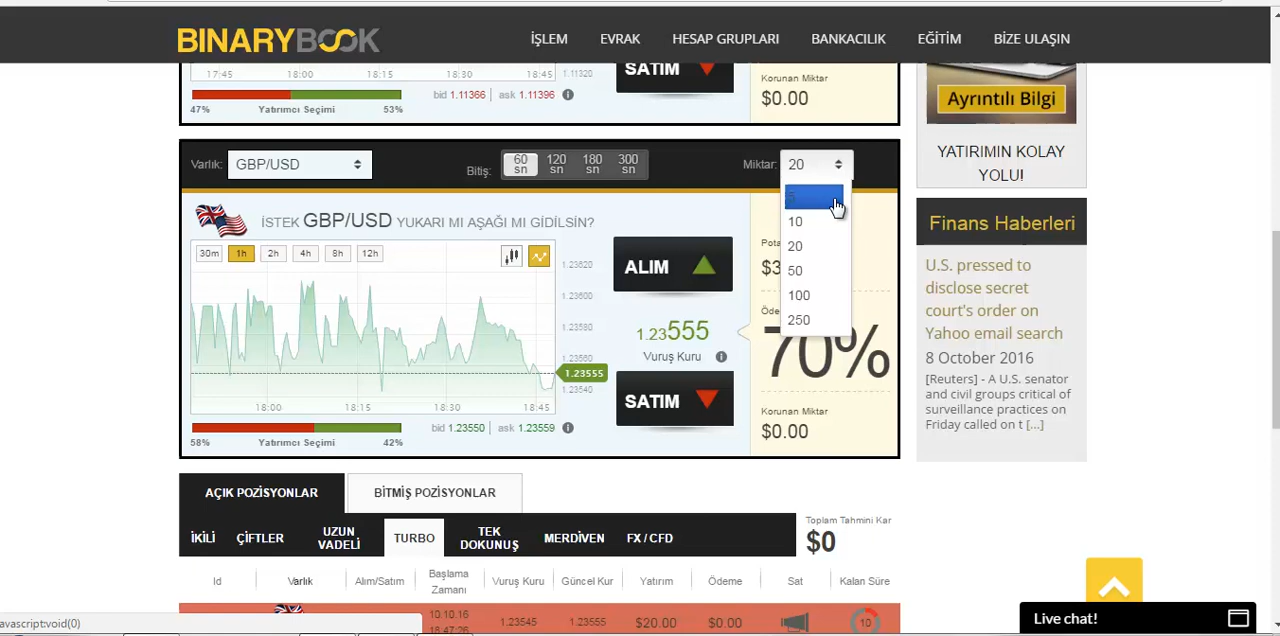 BINARYBOOK
İŞLEM EVRAK HESAP GRUPLARI BANKACILIK EĞİTİM BİZE ULAŞIN
17:45 18:00 18:15 18:30 18:45 1.11320
SATIM
Korunan Miktar
$0.00
47% Yatırımcı Seçimi 53%
bid 1.11366 ask 1.11396
Ayrıntılı Bilgi
YATIRIMIN KOLAY
YOLU!
Varlık: GBP/USD
Bitiş: 60 sn 120 sn 180 sn 300 sn
Miktar: 20
5
10
20
50
100
250
İSTEK GBP/USD YUKARI MI AŞAĞI MI GİDİLSİN?
30m 1h 2h 4h 8h 12h
1.23620
1.23600
1.23580
1.23560
1.23555
1.23540
18:00 18:15 18:30 18:45
58% Yatırımcı Seçimi 42%
bid 1.23550 ask 1.23559
ALIM
1.23555
Vuruş Kuru
SATIM
70%
Korunan Miktar
$0.00
Finans Haberleri
U.S. pressed to
disclose secret
court's order on
Yahoo email search
8 October 2016
[Reuters] - A U.S. senator
and civil groups critical of
surveillance practices on
Friday called on t [...]
AÇIK POZİSYONLAR BİTMİŞ POZİSYONLAR
İKİLİ ÇİFTLER UZUN VADELİ TURBO TEK DOKUNUŞ MERDİVEN FX / CFD
Toplam Tahmini Kar
$0
Id Varlık Alım/Satım Başlama Zamanı Vuruş Kuru Güncel Kur Yatırım Ödeme Sat Kalan Süre
10.10.16
18:47:26 1.23545 1.23555 $20.00 $0.00 10
Live chat!
avascript:void(0)